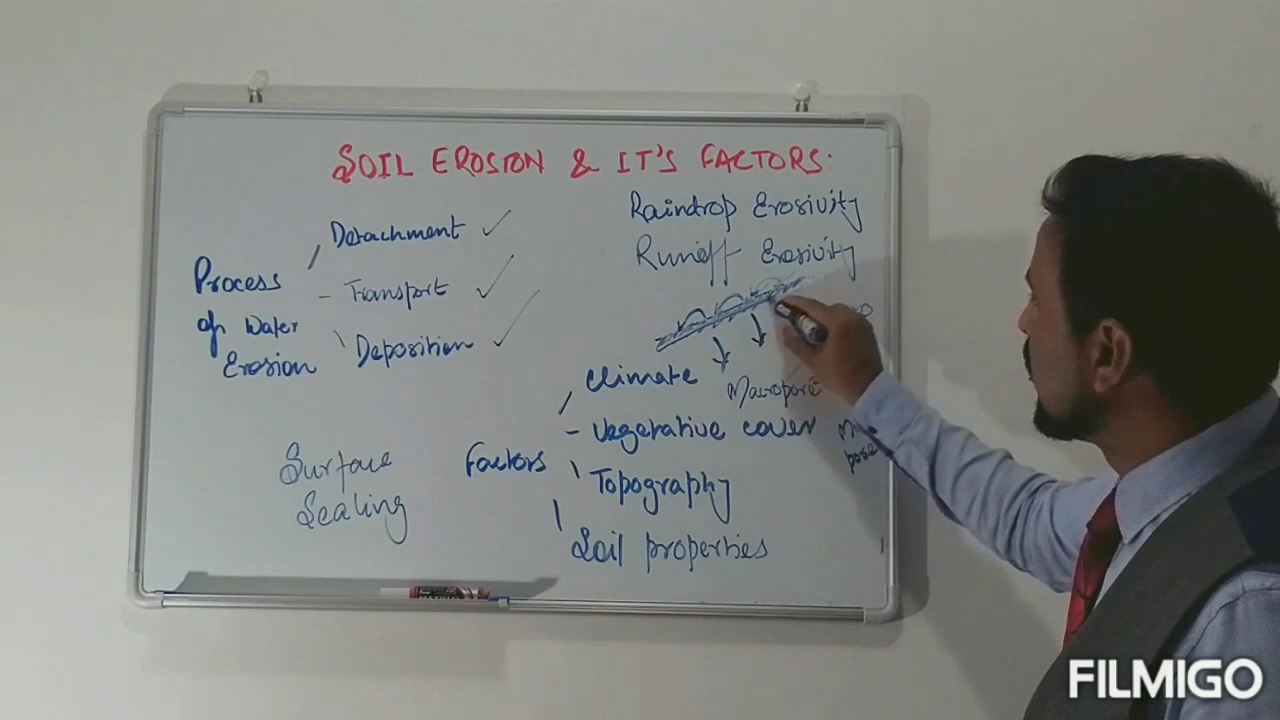 SOIL EROSION & IT'S FACTORS.
Raindrop Erosivity
Runoff Erosivity
Detachment
Process
Transport
of Water
Erosion
Deposition
Climate
Macropore
Vegetative cover
Factors
Surface
Sealing
Topography
Soil properties
FILMIGO